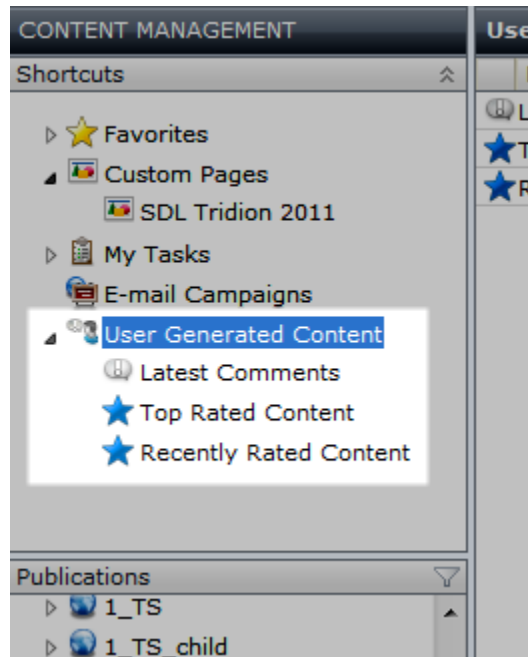 CONTENT MANAGEMENT
Shortcuts
Favorites
Custom Pages
SDL Tridion 2011
My Tasks
E-mail Campaigns
User Generated Content
Latest Comments
Top Rated Content
Recently Rated Content
Publications
1_TS
1_TS_child
Use
L
T
R